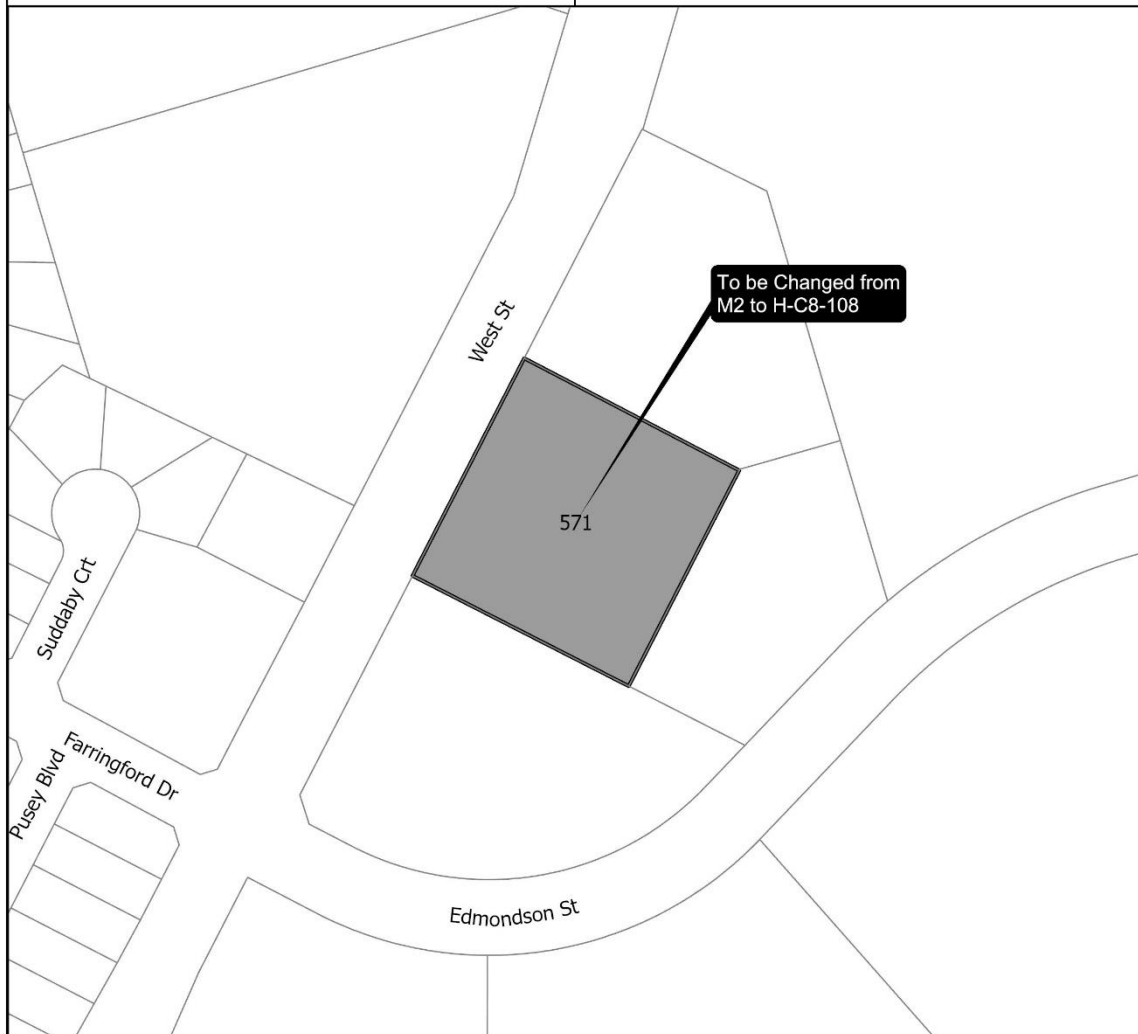 To be Changed from
M2 to H-C8-108
West St
571
Suddaby Crt
Farringford Dr
Pusey Blvd
Edmondson St